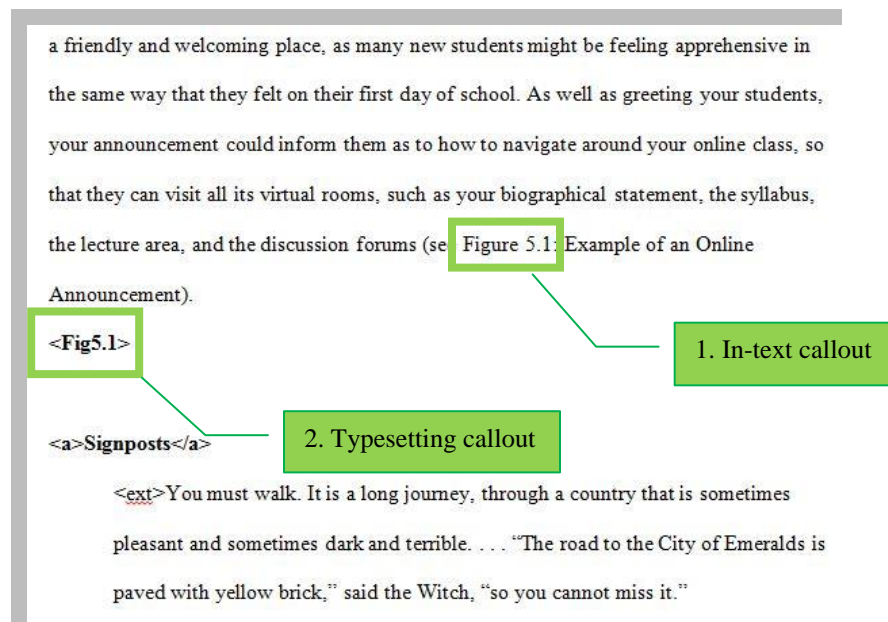 a friendly and welcoming place, as many new students might be feeling apprehensive in
the same way that they felt on their first day of school. As well as greeting your students,
your announcement could inform them as to how to navigate around your online class, so
that they can visit all its virtual rooms, such as your biographical statement, the syllabus,
the lecture area, and the discussion forums (se Figure 5.1: Example of an Online
Announcement).
<Fig5.1>
1. In-text callout
2. Typesetting callout
<a>Signposts</a>
<ext>You must walk. It is a long journey, through a country that is sometimes
pleasant and sometimes dark and terrible. . . . “The road to the City of Emeralds is
paved with yellow brick,” said the Witch, “so you cannot miss it.”